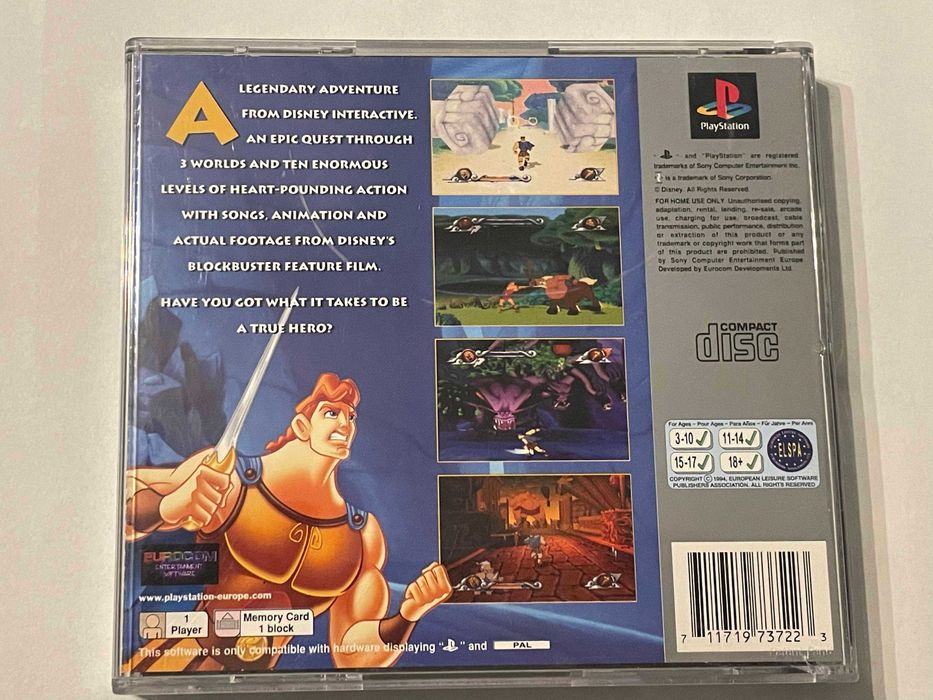 A LEGENDARY ADVENTURE
FROM DISNEY INTERACTIVE.
AN EPIC QUEST THROUGH
3 WORLDS AND TEN ENORMOUS
LEVELS OF HEART-POUNDING ACTION
WITH SONGS, ANIMATION AND
ACTUAL FOOTAGE FROM DISNEY'S
BLOCKBUSTER FEATURE FILM.
HAVE YOU GOT WHAT IT TAKES TO BE
A TRUE HERO?
EUROCOM
ENTERTAINMENT
SOFTWARE
www.playstation-europe.com
1
Player
Memory Card
1 block
This software is only compatible with hardware displaying " " and PAL
PlayStation
" " and "PlayStation" are registered
trademarks of Sony Computer Entertainment Inc.
is a trademark of Sony Corporation.
© Disney. All Rights Reserved.
FOR HOME USE ONLY. Unauthorised copying,
adaptation, rental, lending, re-sale, arcade
use, charging for use, broadcast, cable
transmission, public performance, distribution
or extraction of this product or any
trademark or copyright work that forms part
of this product are prohibited. Published
by Sony Computer Entertainment Europe
Developed by Eurocom Developments Ltd.
COMPACT
disc
For Ages - Pour Ages - Para Años - Für Jahre - Per Anni
3-10 11-14
15-17 18+
ELSPA
COPYRIGHT © 1994, EUROPEAN LEISURE SOFTWARE
PUBLISHERS ASSOCIATION. ALL RIGHTS RESERVED
7 11719 73722 3